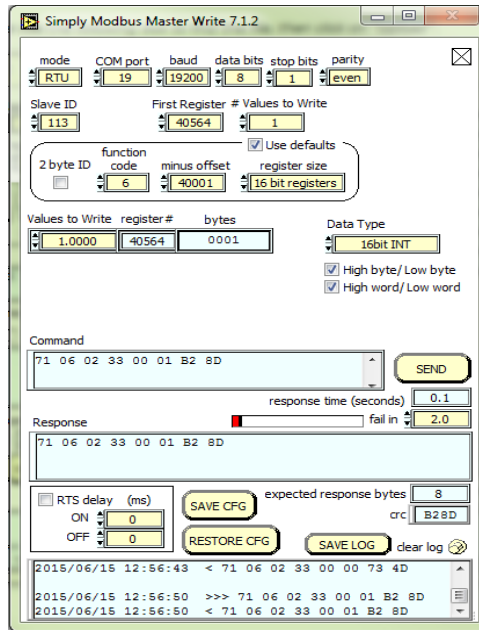 Simply Modbus Master Write 7.1.2
mode COM port baud data bits stop bits parity
RTU 19 19200 8 1 even
Slave ID First Register # Values to Write
113 40564 1
Use defaults
2 byte ID function code minus offset register size
6 40001 16 bit registers
Values to Write register# bytes
1.0000 40564 0001
Data Type
16bit INT
High byte/Low byte
High word/Low word
Command
71 06 02 33 00 01 B2 8D
SEND
response time (seconds) 0.1
Response fail in 2.0
71 06 02 33 00 01 B2 8D
RTS delay (ms)
ON 0
OFF 0
SAVE CFG
RESTORE CFG
expected response bytes 8
crc B28D
SAVE LOG clear log
2015/06/15 12:56:43 < 71 06 02 33 00 00 73 4D
2015/06/15 12:56:50 >>> 71 06 02 33 00 01 B2 8D
2015/06/15 12:56:50 < 71 06 02 33 00 01 B2 8D